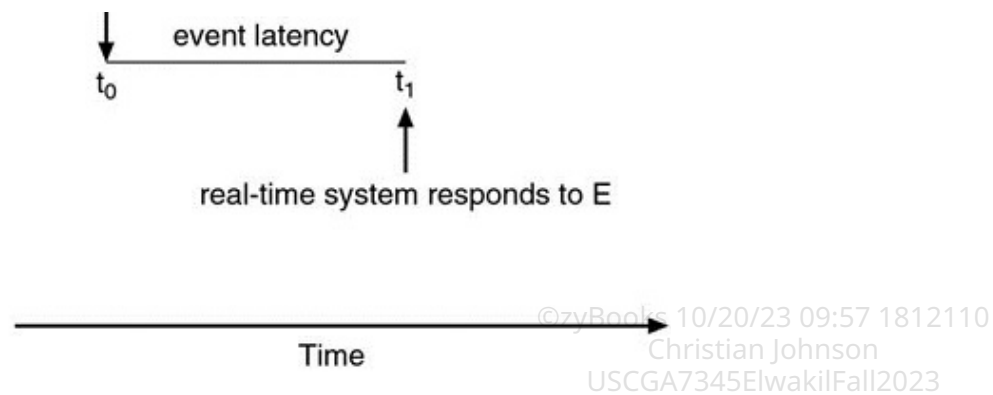 event latency
t₀ t₁
real-time system responds to E
©zyBooks 10/20/23 09:57 1812110
Time
Christian Johnson
USCGA7345ElwakilFall2023